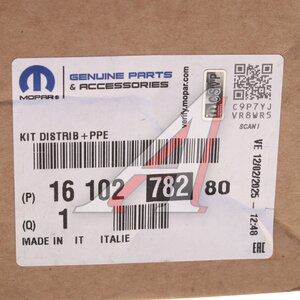 MOPAR
GENUINE PARTS
& ACCESSORIES
verify.mopar.com
C9P7YJ
VR8WR5
SCAN!
KIT DISTRIB+PPE
(P) 16 102 782 80
(Q) 1
MADE IN IT ITALIE
VE 12/02/2025 - 12:48
EAC